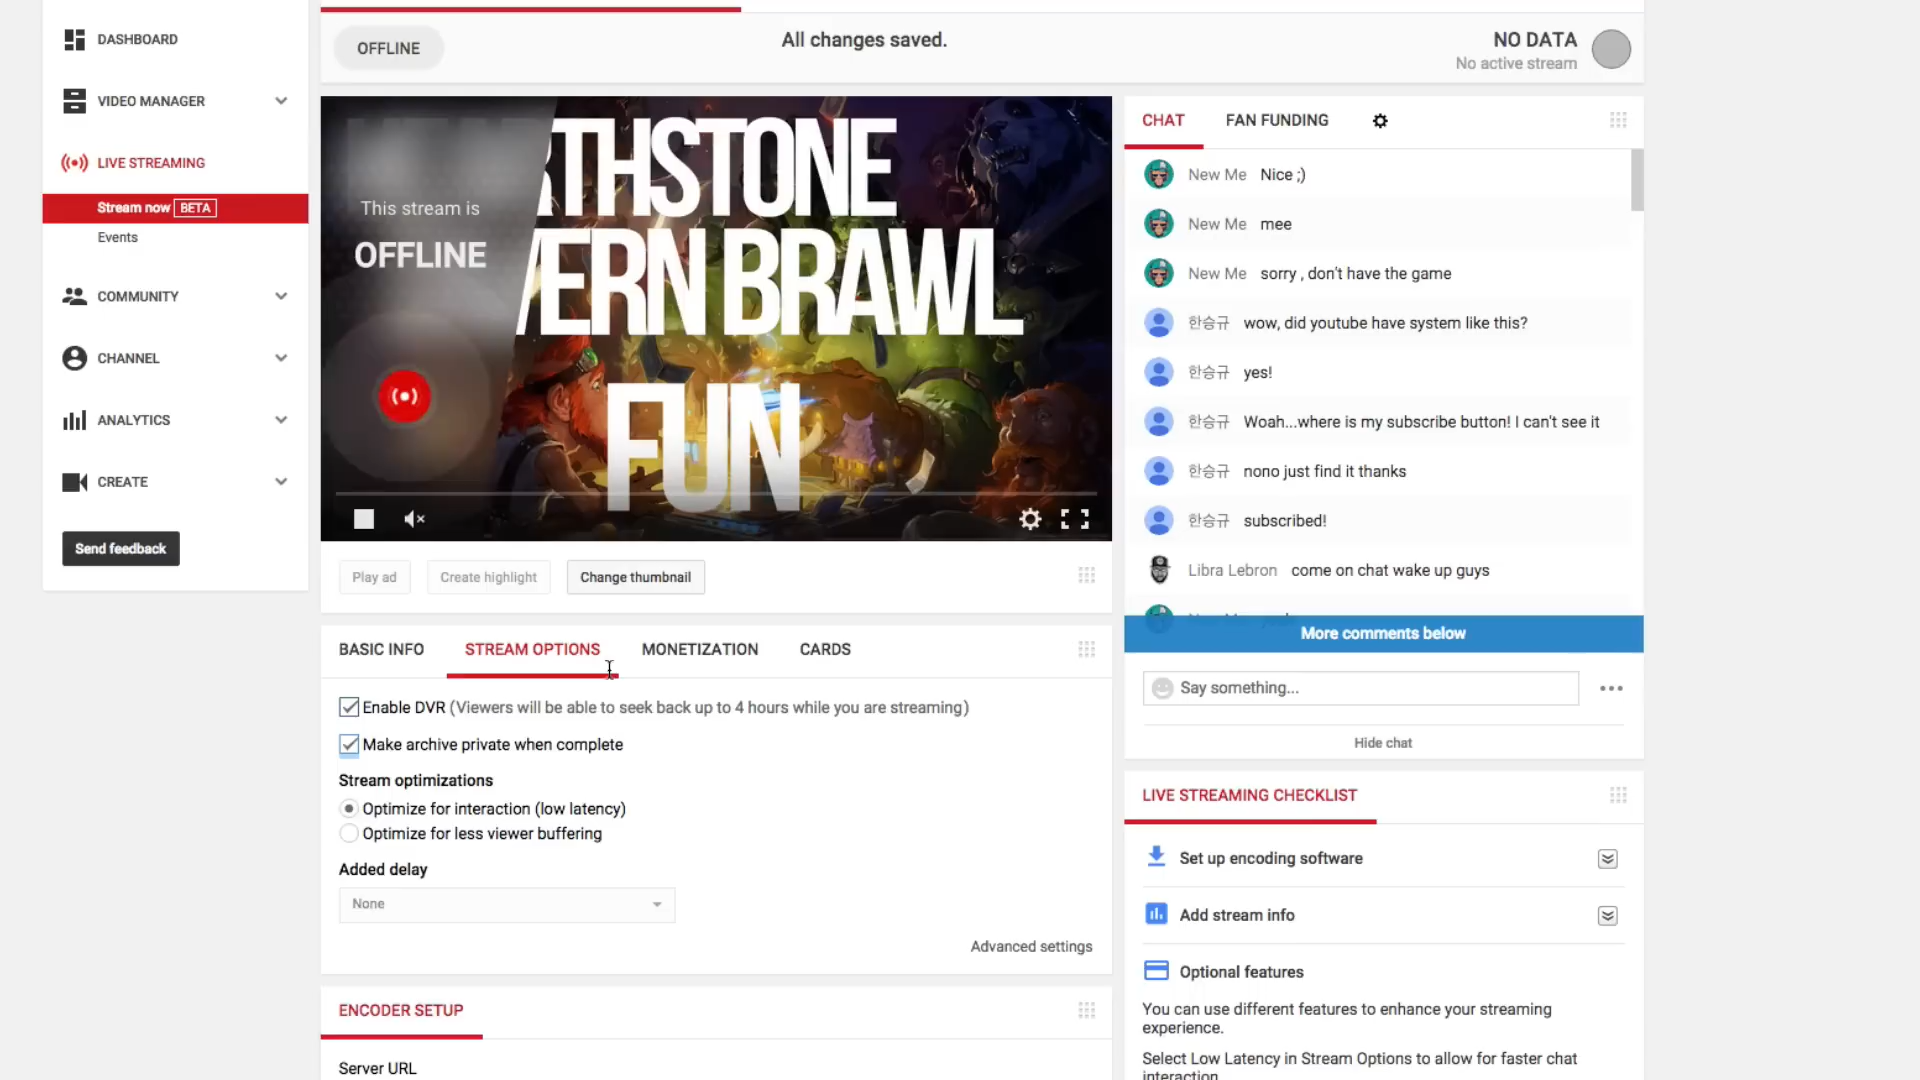 DASHBOARD
VIDEO MANAGER
LIVE STREAMING
Stream now BETA
Events
COMMUNITY
CHANNEL
ANALYTICS
CREATE
Send feedback
OFFLINE
All changes saved.
NO DATA
No active stream
This stream is
OFFLINE
THSTONE
ERN BRAWL
FUN
Play ad
Create highlight
Change thumbnail
BASIC INFO
STREAM OPTIONS
MONETIZATION
CARDS
Enable DVR (Viewers will be able to seek back up to 4 hours while you are streaming)
Make archive private when complete
Stream optimizations
Optimize for interaction (low latency)
Optimize for less viewer buffering
Added delay
None
Advanced settings
ENCODER SETUP
Server URL
CHAT
FAN FUNDING
New Me Nice ;)
New Me mee
New Me sorry , don't have the game
한승규 wow, did youtube have system like this?
한승규 yes!
한승규 Woah...where is my subscribe button! I can't see it
한승규 nono just find it thanks
한승규 subscribed!
Libra Lebron come on chat wake up guys
More comments below
Say something...
Hide chat
LIVE STREAMING CHECKLIST
Set up encoding software
Add stream info
Optional features
You can use different features to enhance your streaming
experience.
Select Low Latency in Stream Options to allow for faster chat
interaction